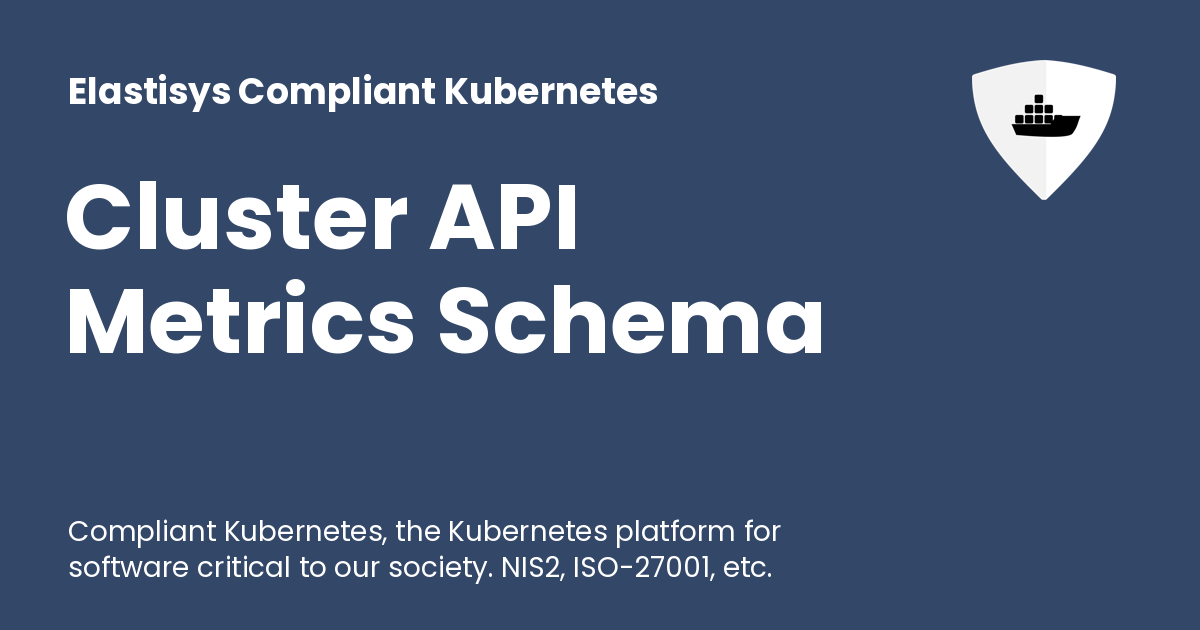 Elastisys Compliant Kubernetes
Cluster API
Metrics Schema
Compliant Kubernetes, the Kubernetes platform for
software critical to our society. NIS2, ISO-27001, etc.